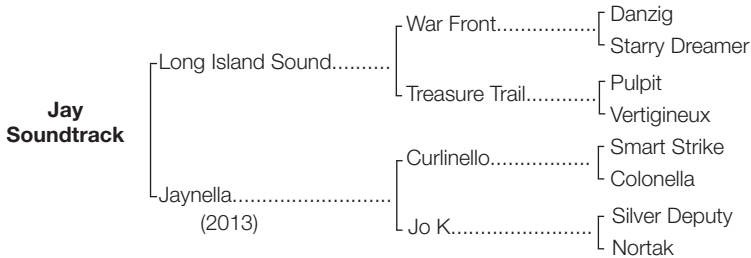 Danzig
War Front..................
Starry Dreamer
Long Island Sound..........
Pulpit
Treasure Trail.............
Vertigineux
Jay
Soundtrack
Smart Strike
Curlinello..................
Colonella
Jaynella...........................
(2013)
Silver Deputy
Jo K.........................
Nortak